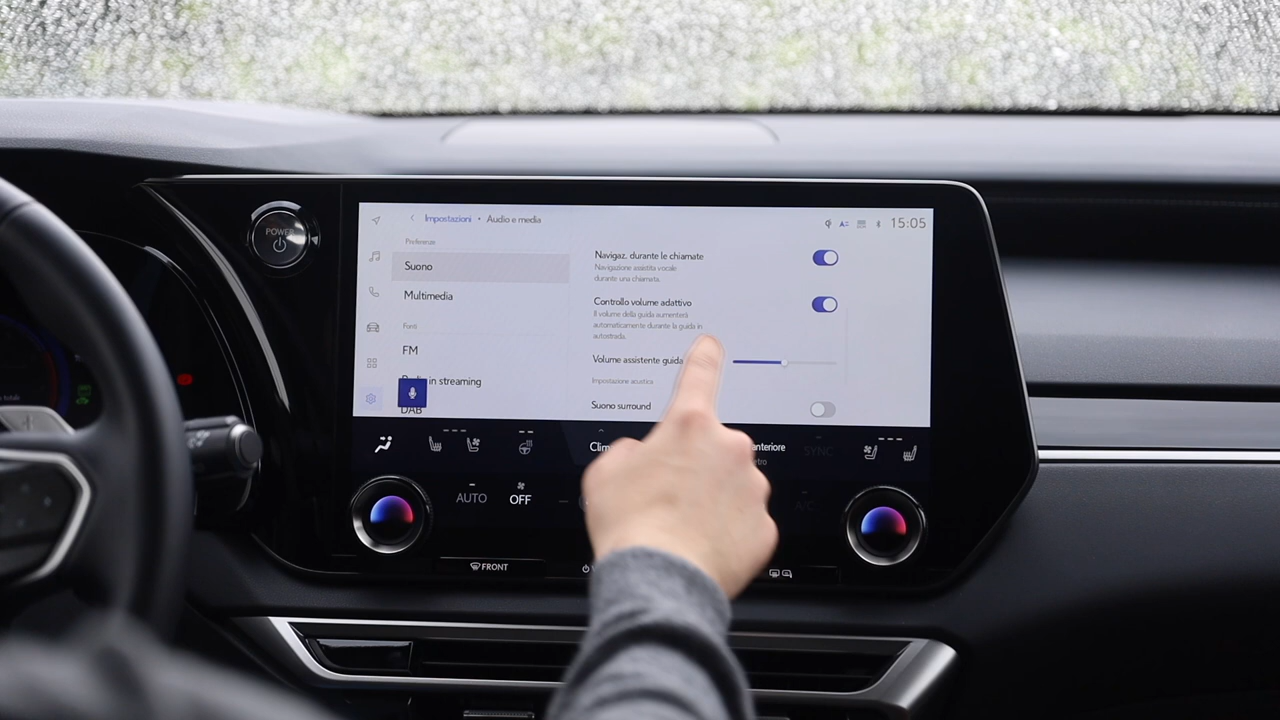 POWER
Impostazioni • Audio e media
15:05
Preferenze
Suono
Multimedia
Fonti
FM
in streaming
DAB
Navigaz. durante le chiamate
Navigazione assistita vocale
durante una chiamata.
Controllo volume adattivo
Il volume della guida aumenterà
automaticamente durante la guida in
autostrada.
Volume assistente guida
Impostazione acustica
Suono surround
anteriore
SYNC
AUTO
OFF
A/C
FRONT